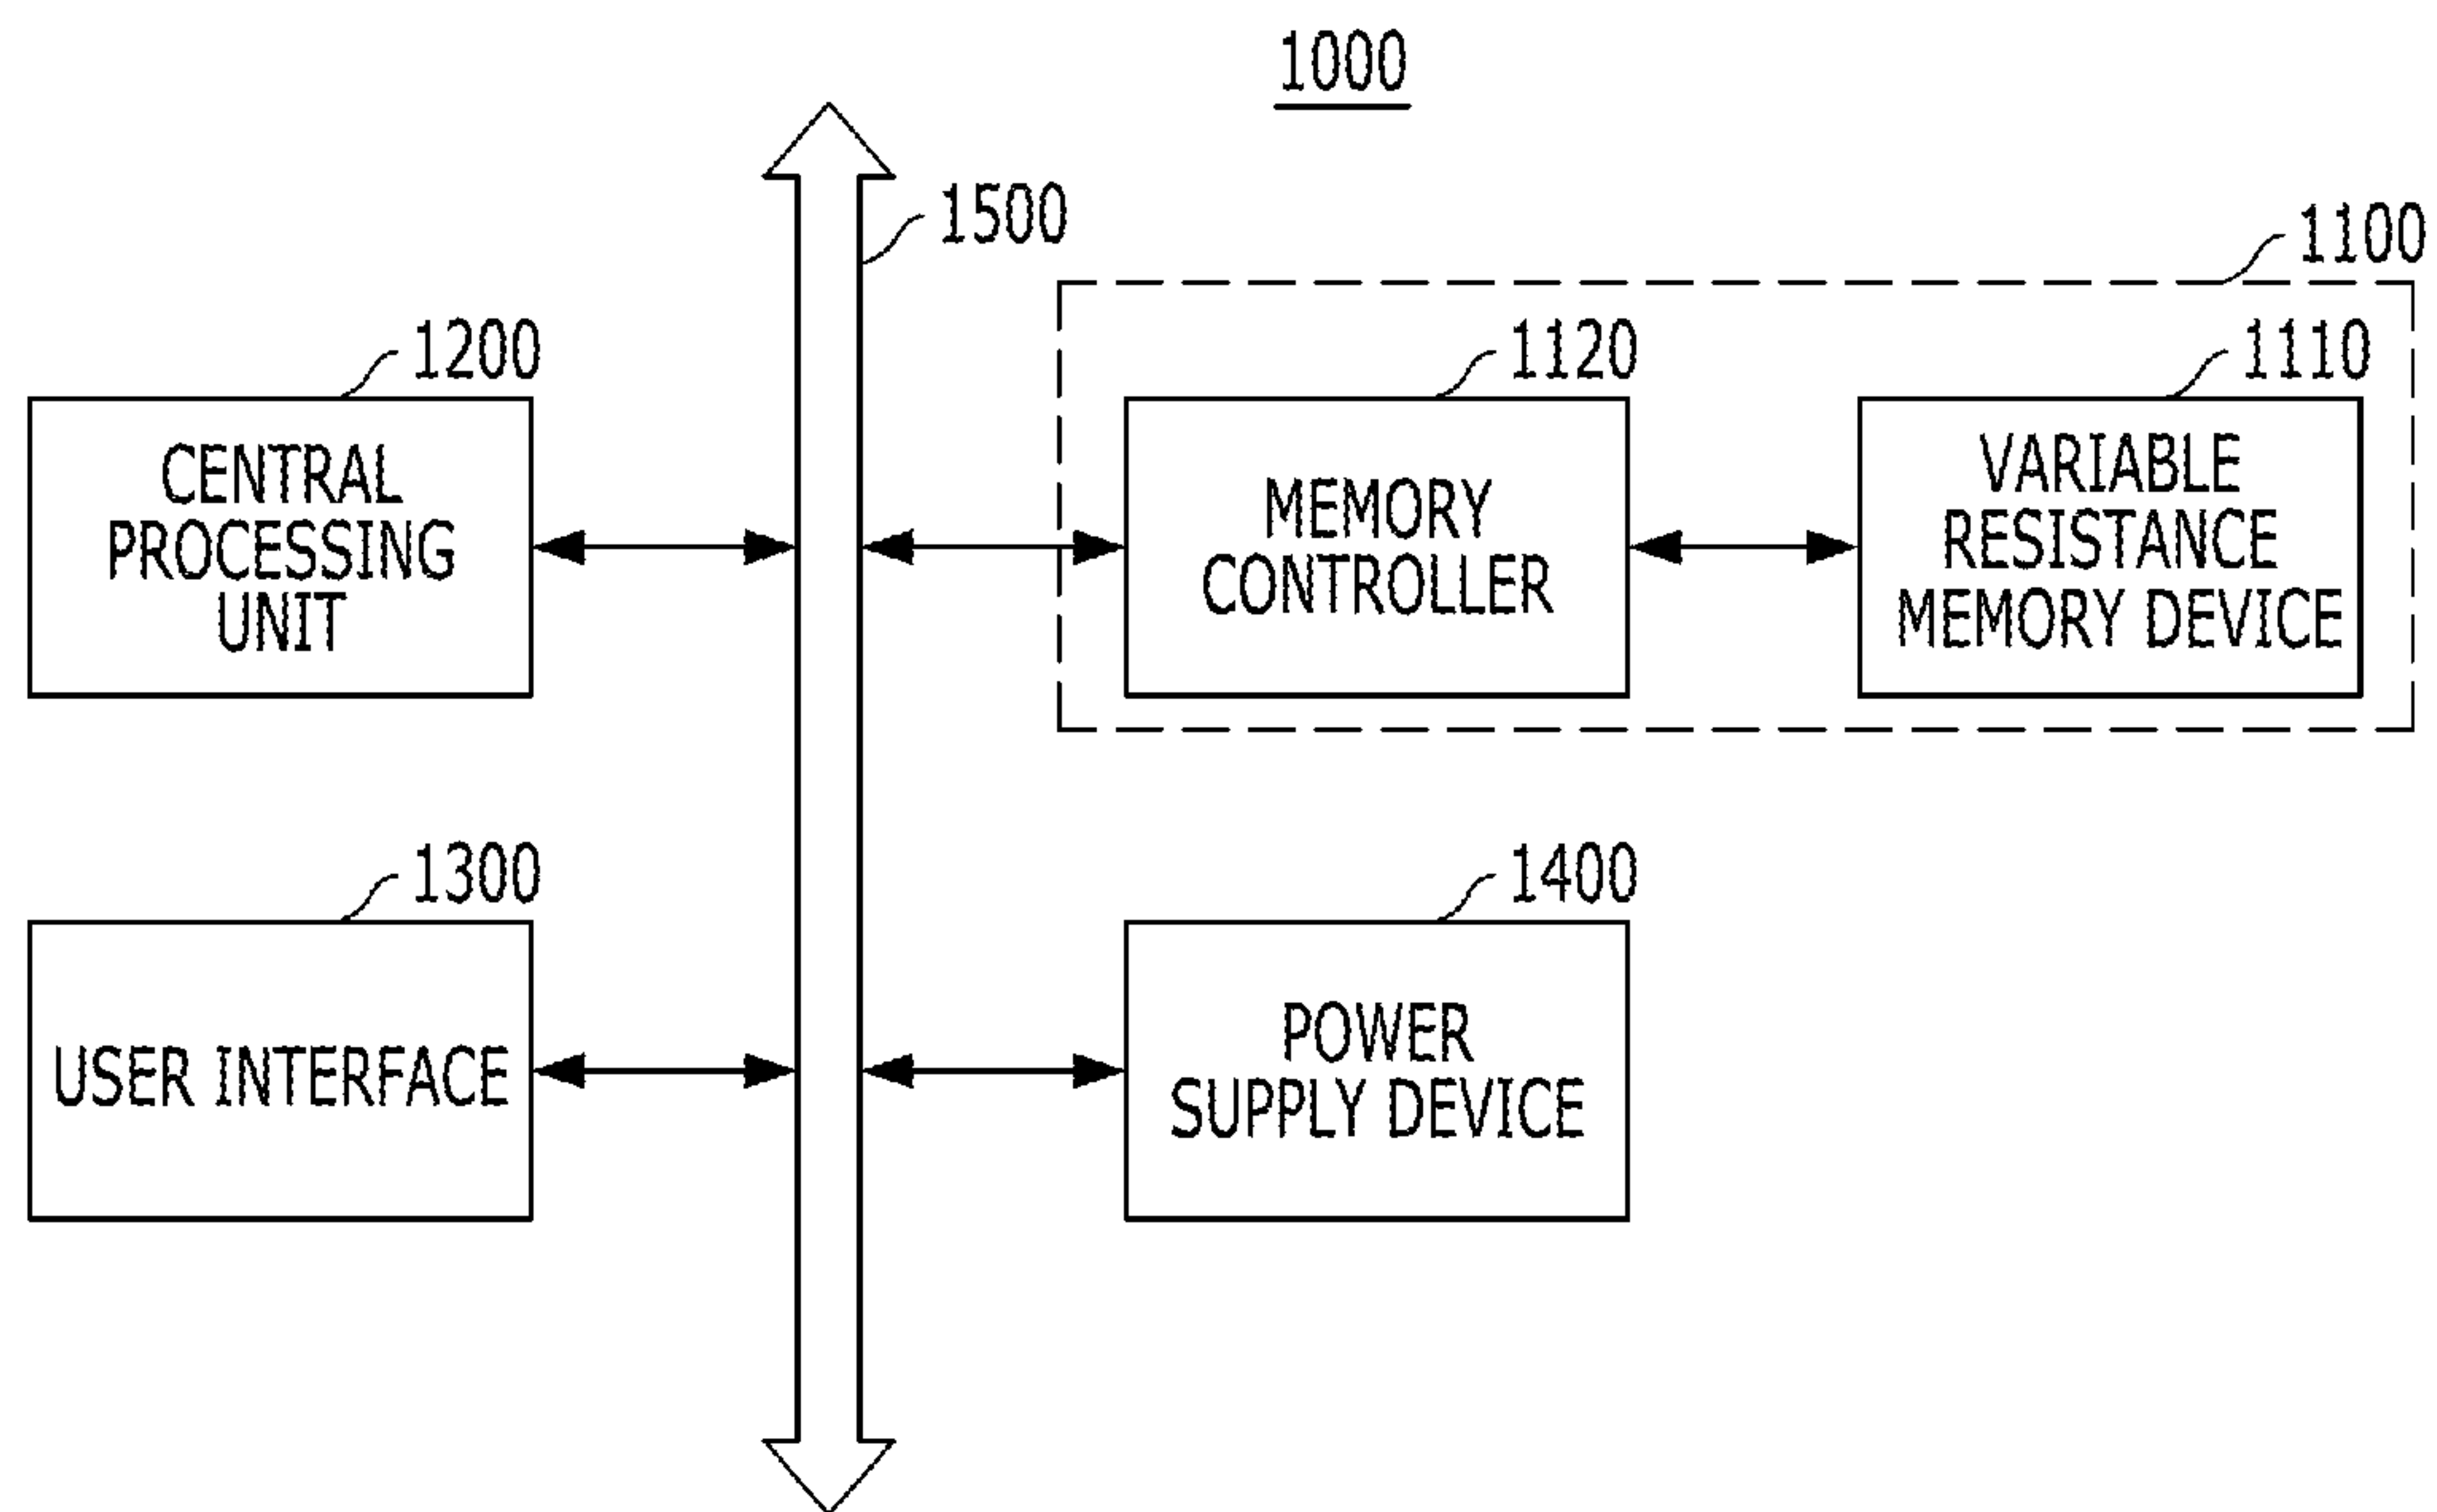 1000
1500
1100
1200
CENTRAL
PROCESSING
UNIT
1120
MEMORY
CONTROLLER
1110
VARIABLE
RESISTANCE
MEMORY DEVICE
1300
USER INTERFACE
1400
POWER
SUPPLY DEVICE